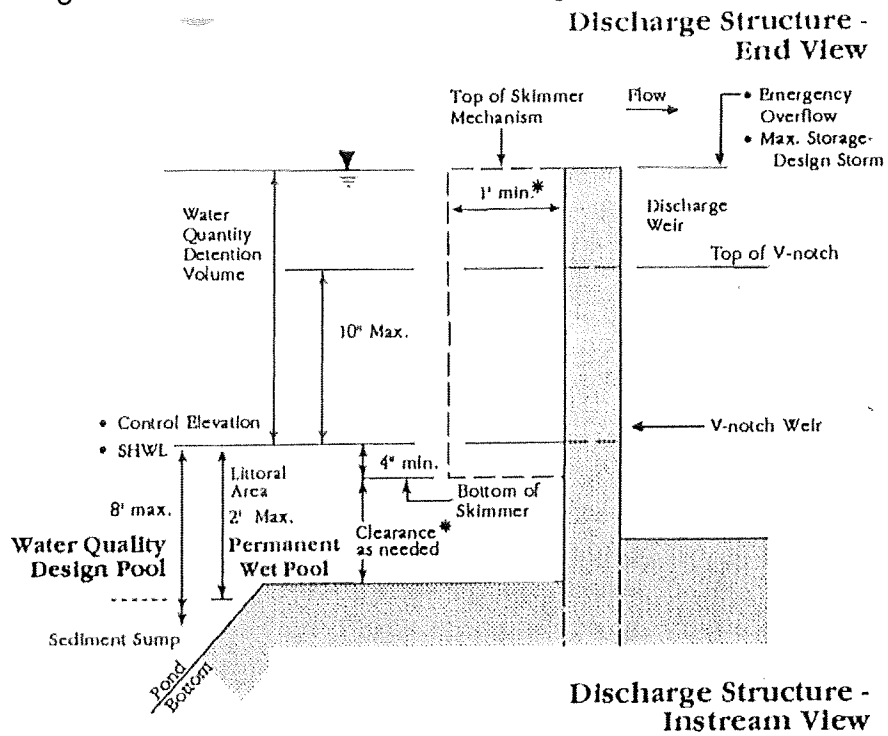 Discharge Structure -
End View
Top of Skimmer
Mechanism
Flow
• Emergency
Overflow
• Max. Storage-
Design Storm
1' min.*
Water
Quantity
Detention
Volume
Discharge
Weir
Top of V-notch
10" Max.
• Control Elevation
• SHWL
V-notch Weir
4" min.
Littoral
Area
2' Max.
8' max.
Bottom of
Skimmer
Clearance *
as needed
Water Quality
Design Pool
Permanent
Wet Pool
Sediment Sump
Pond
Bottom
Discharge Structure -
Instream View